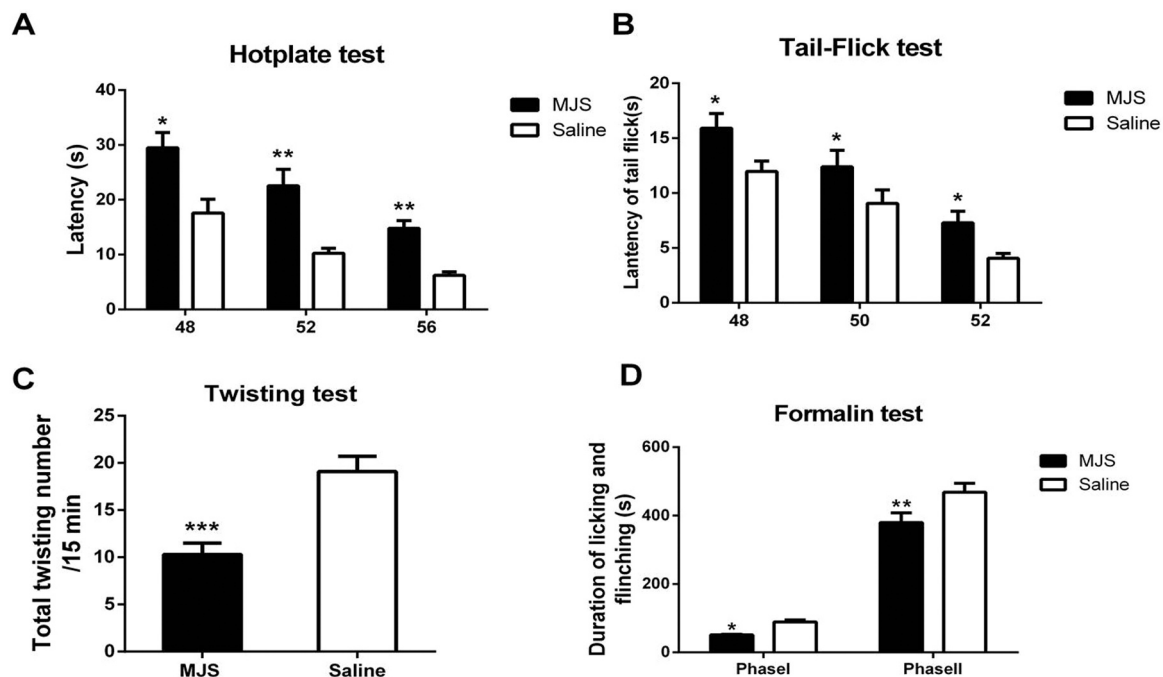 A
Hotplate test
Latency (s)
40
30
20
10
0
*
**
**
48
52
56
MJS
Saline
B
Tail-Flick test
Lantency of tail flick(s)
20
15
10
5
0
*
*
*
48
50
52
MJS
Saline
C
Twisting test
Total twisting number
/15 min
25
20
15
10
5
0
***
MJS
Saline
D
Formalin test
Duration of licking and
flinching (s)
600
400
200
0
*
**
PhaseI
PhaseII
MJS
Saline